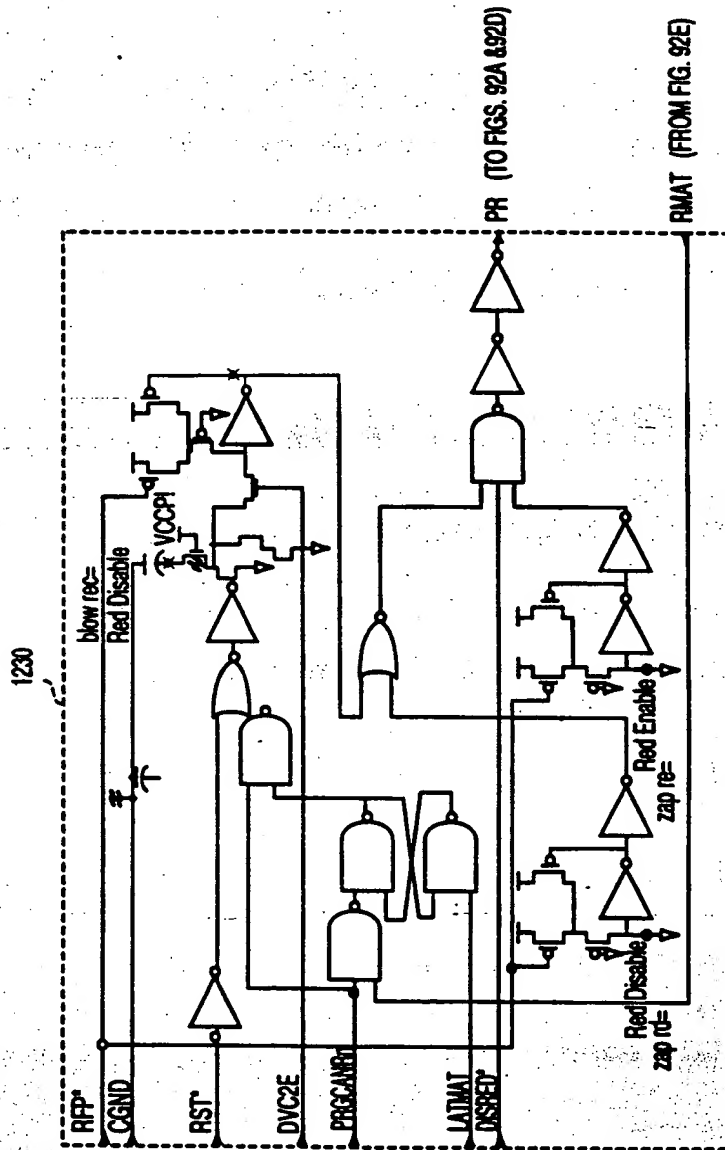 1230
RFP*
CGND
RST*
DVC2E
PRGCANR*
LATMAT
DISRED*
blow rec=
Red Disable
VCCPI
Red Disable
zap rd=
Red Enable
zap re=
PR (TO FIGS. 92A &92D)
RMAT (FROM FIG. 92E)